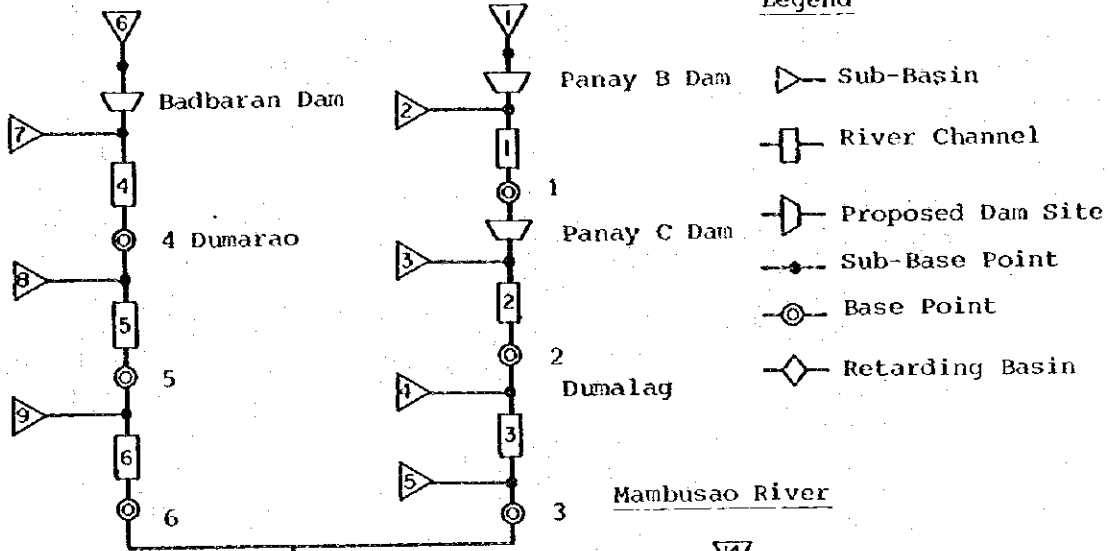 Legend
6
1
Panay B Dam
Sub-Basin
Badbaran Dam
2
7
1
River Channel
4
1
4 Dumarao
Panay C Dam
Proposed Dam Site
3
Sub-Base Point
8
2
5
Base Point
2
5
Dumalag
Retarding Basin
4
9
3
6
5
Mambusao River
6
3